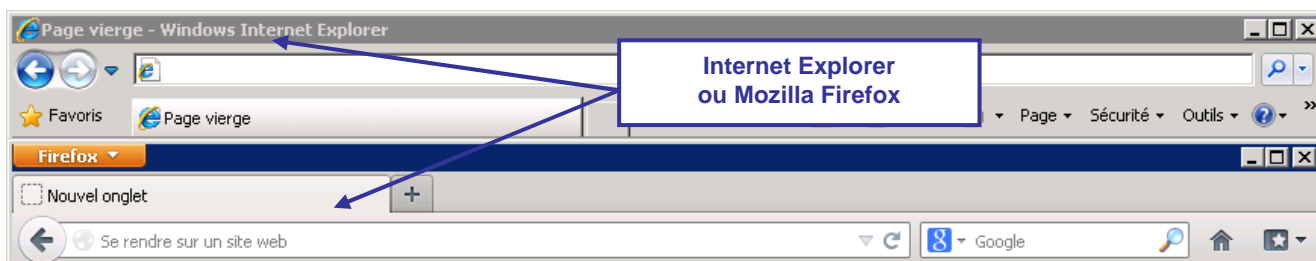 Page vierge - Windows Internet Explorer
Internet Explorer
ou Mozilla Firefox
Favoris
Page vierge
Page
Sécurité
Outils
»
Firefox
Nouvel onglet
+
Se rendre sur un site web
8
Google